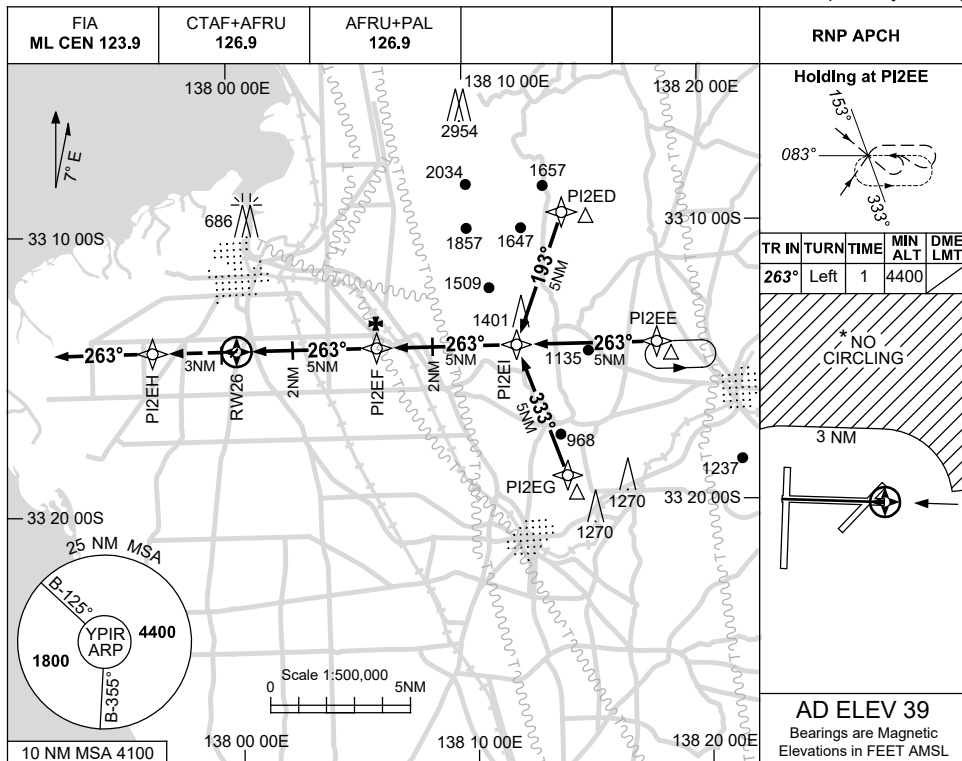 FIA
ML CEN 123.9
CTAF+AFRU
126.9
AFRU+PAL
126.9
RNP APCH
138 00 00E
138 10 00E
138 20 00E
7° E
2954
2034
1657
PI2ED
686
1857
1647
33 10 00S
33 10 00S
193°
5NM
1509
1401
PI2EE
263°
263°
263°
263°
3NM
2NM
5NM
2NM
5NM
1135
5NM
PI2EH
RW26
PI2EF
PI2EI
333°
5NM
968
1237
PI2EG
1270
1270
33 20 00S
33 20 00S
25 NM MSA
B-125°
YPIR
ARP
4400
1800
B-355°
Scale 1:500,000
0
5NM
10 NM MSA 4100
138 00 00E
138 10 00E
138 20 00E
Holding at PI2EE
153°
083°
333°
TR IN TURN TIME MIN ALT DME LMT
263° Left 1 4400
*NO
CIRCLING
3 NM
AD ELEV 39
Bearings are Magnetic
Elevations in FEET AMSL